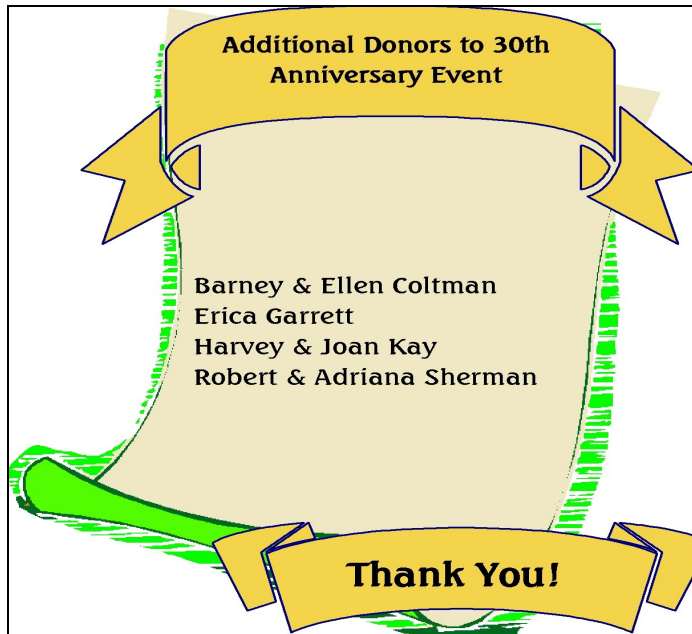 Additional Donors to 30th
Anniversary Event
Barney & Ellen Coltman
Erica Garrett
Harvey & Joan Kay
Robert & Adriana Sherman
Thank You!